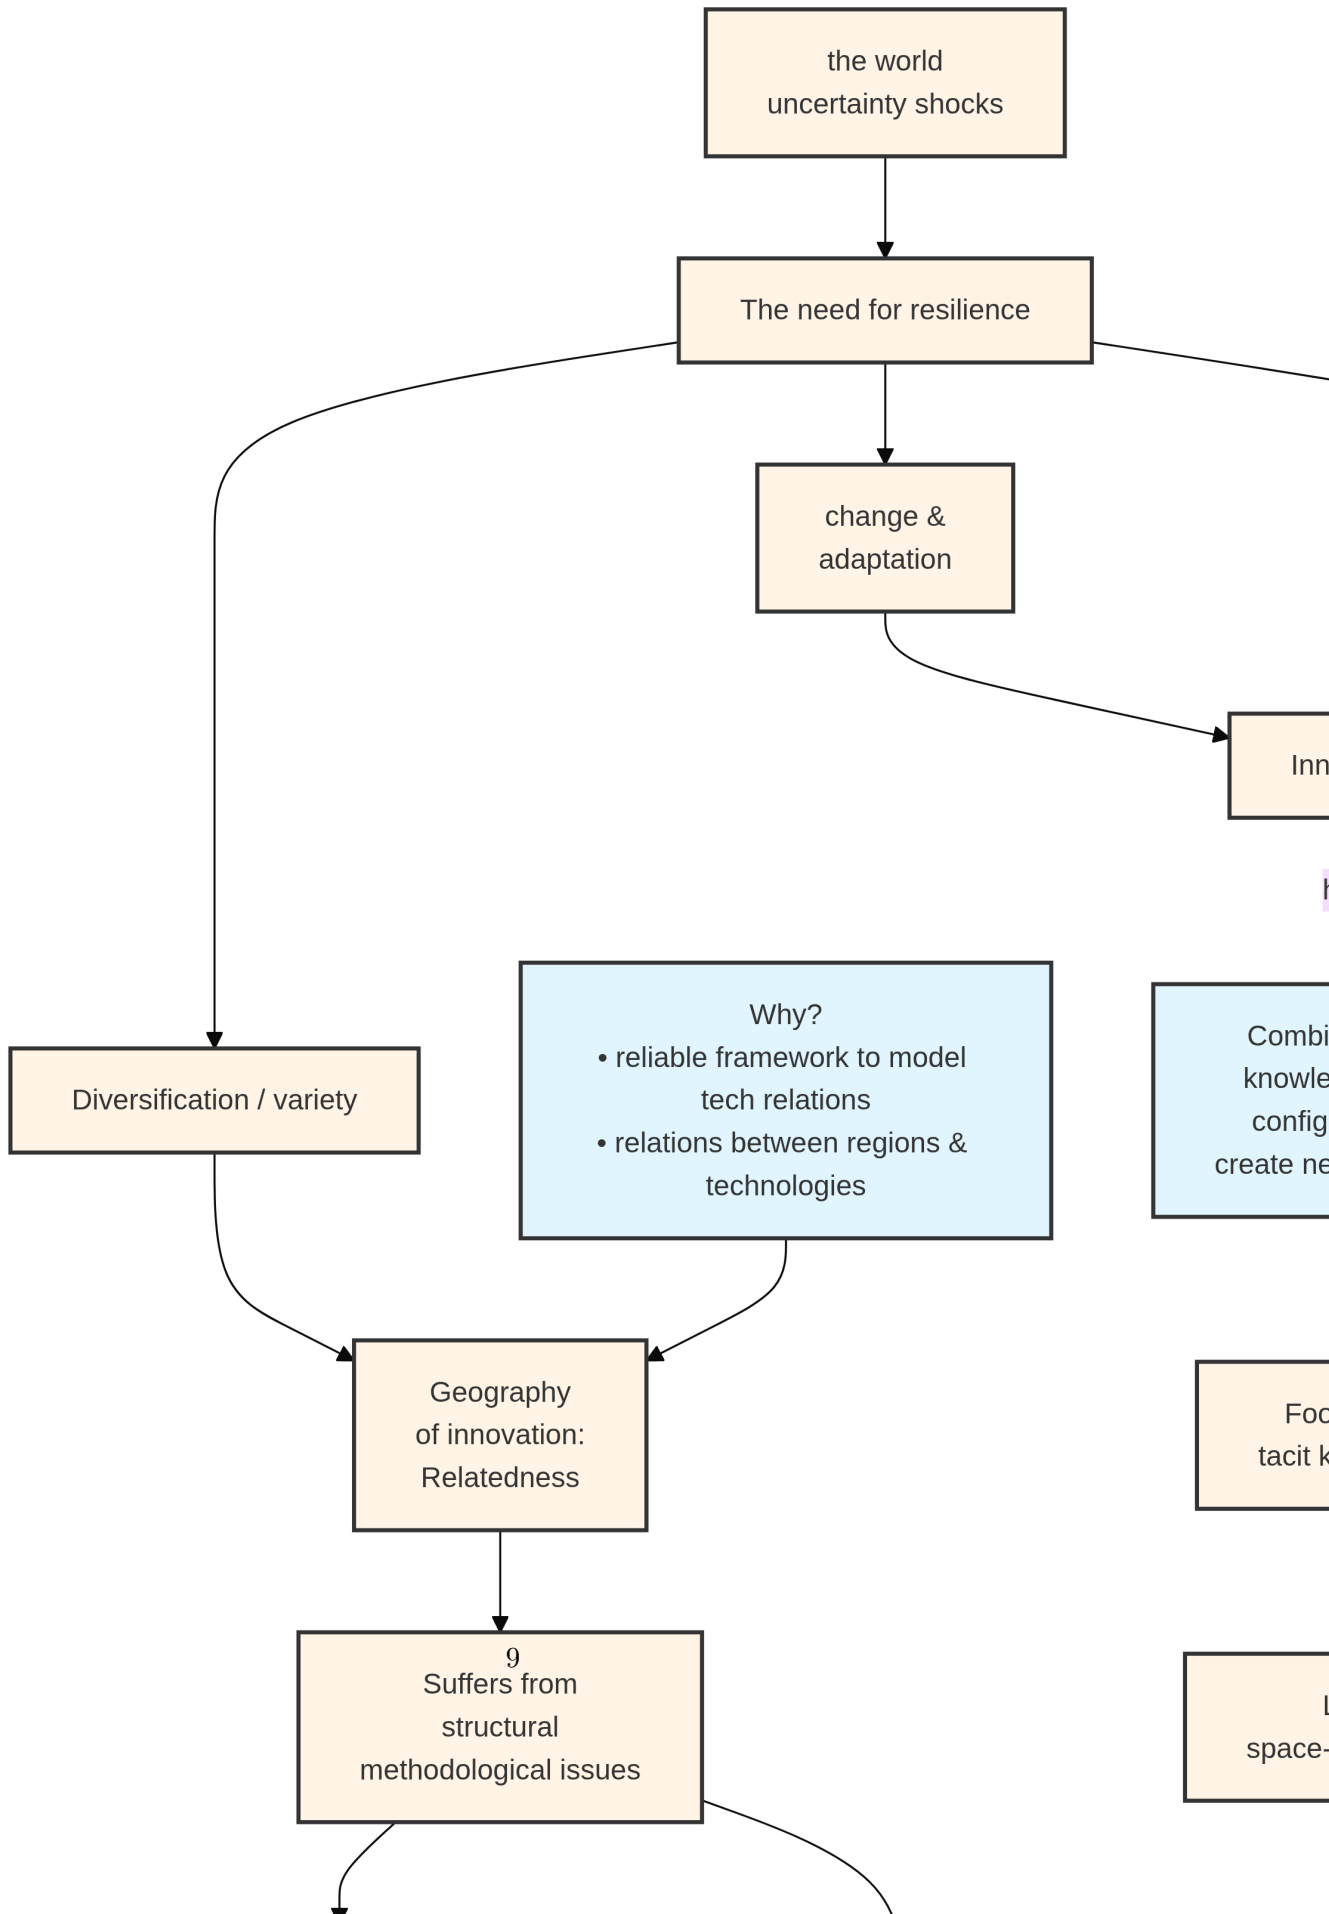 the world
uncertainty shocks
The need for resilience
change &
adaptation
Inn
h
Why?
• reliable framework to model
tech relations
• relations between regions &
technologies
Combi
knowle
config
create ne
Diversification / variety
Geography
of innovation:
Relatedness
Foo
tacit k
9
Suffers from
structural
methodological issues
L
space-